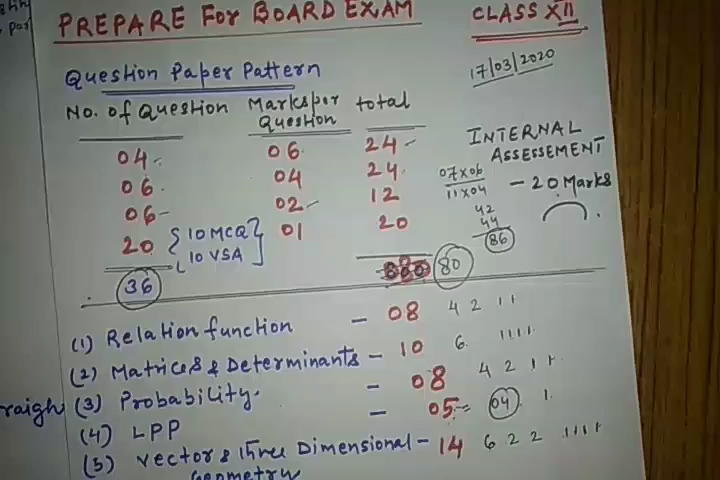 PREPARE For BOARD EXAM CLASS XII
17/03/2020
Question Paper Pattern
No. of Question Marks per Question total
04 06 24
06 04 24
06 02 12
20 {10 MCQ 10 VSA} 01 20
36 80
INTERNAL ASSESSEMENT
07x06 - 20 Marks
11x04
42
44
86
(1) Relation function - 08 4 2 1 1
(2) Matrices & Determinants - 10 6 1 1 1 1
raigh (3) Probability. - 08 4 2 1 1
(4) LPP - 05 04 1
(5) Vector & Three Dimensional - 14 6 2 2 1 1 1 1
Geometry